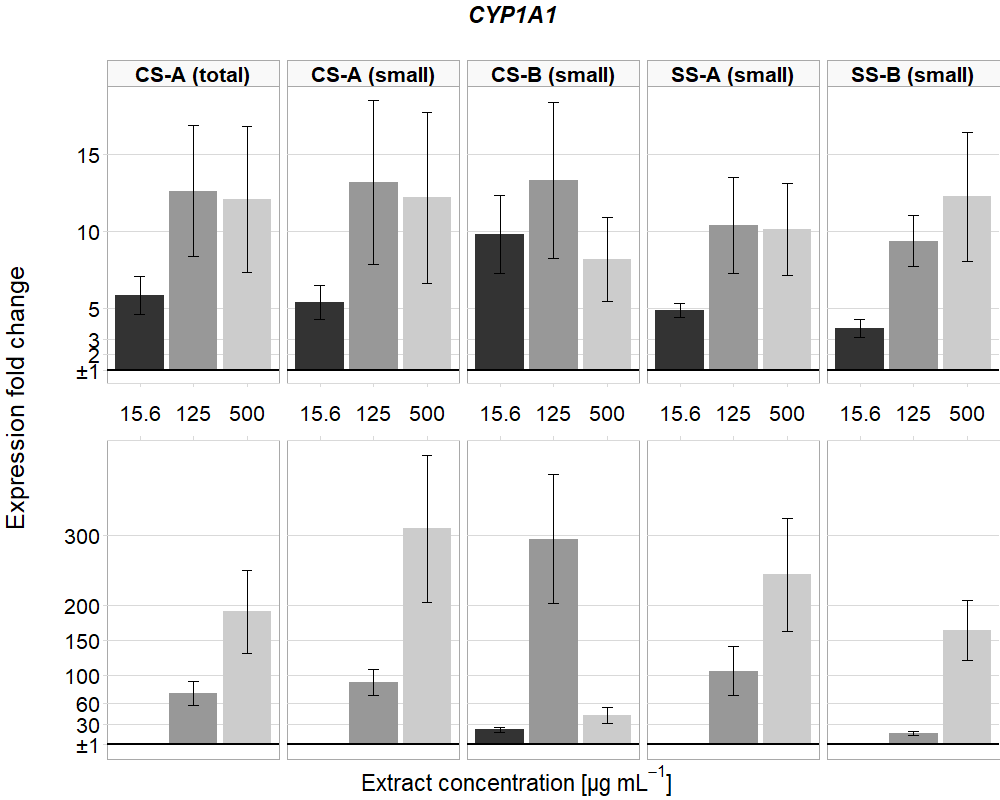 CYP1A1
CS-A (total) CS-A (small) CS-B (small) SS-A (small) SS-B (small)
Expression fold change
15
10
5
3
2
±1
15.6 125 500 15.6 125 500 15.6 125 500 15.6 125 500 15.6 125 500
300
200
150
100
60
30
±1
Extract concentration [µg mL⁻¹]